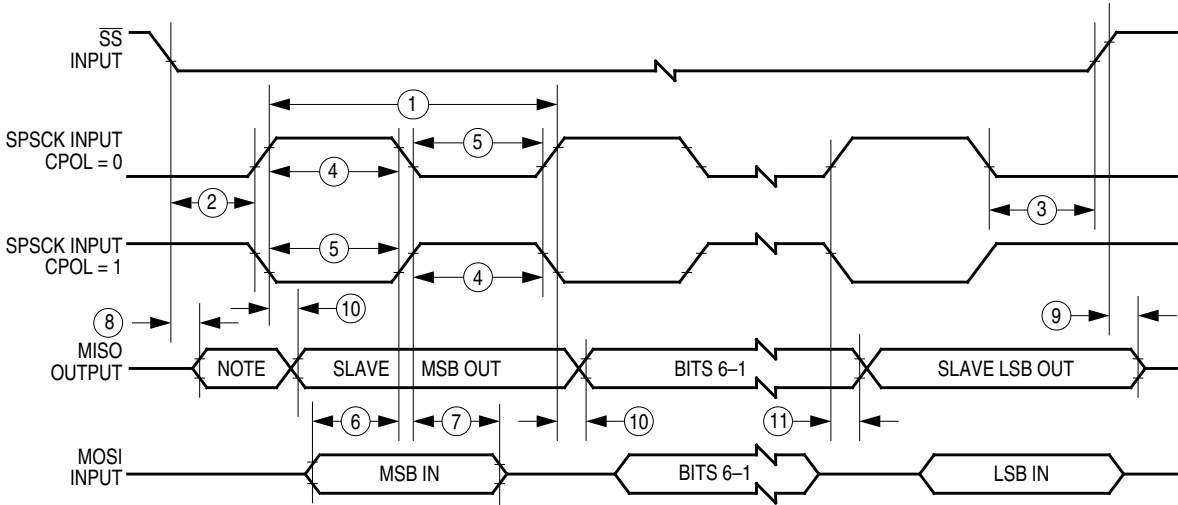 SS
INPUT
1
SPSCK INPUT
CPOL = 0
5
4
2
3
SPSCK INPUT
CPOL = 1
5
4
8
10
9
MISO
OUTPUT
NOTE
SLAVE MSB OUT
BITS 6–1
SLAVE LSB OUT
6
7
10
11
MOSI
INPUT
MSB IN
BITS 6–1
LSB IN